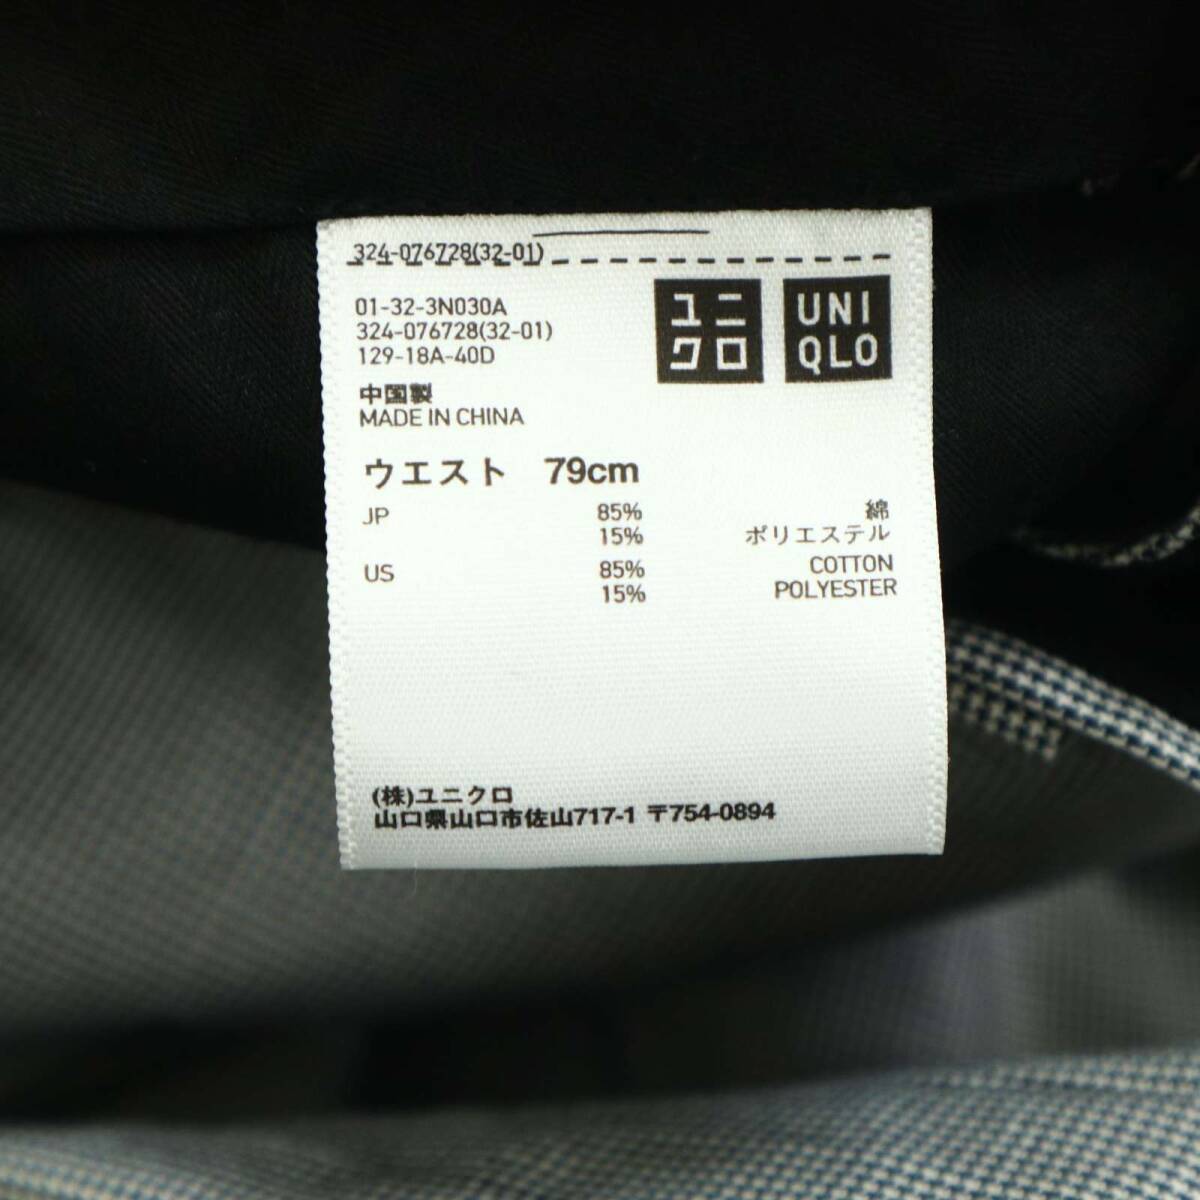 324-076728(32-01)
01-32-3N030A
324-076728(32-01)
129-18A-40D
ユニ
クロ
UNI
QLO
中国製
MADE IN CHINA
ウエスト 79cm
JP 85% 綿
15% ポリエステル
US 85% COTTON
15% POLYESTER
(株)ユニクロ
山口県山口市佐山717-1 〒754-0894